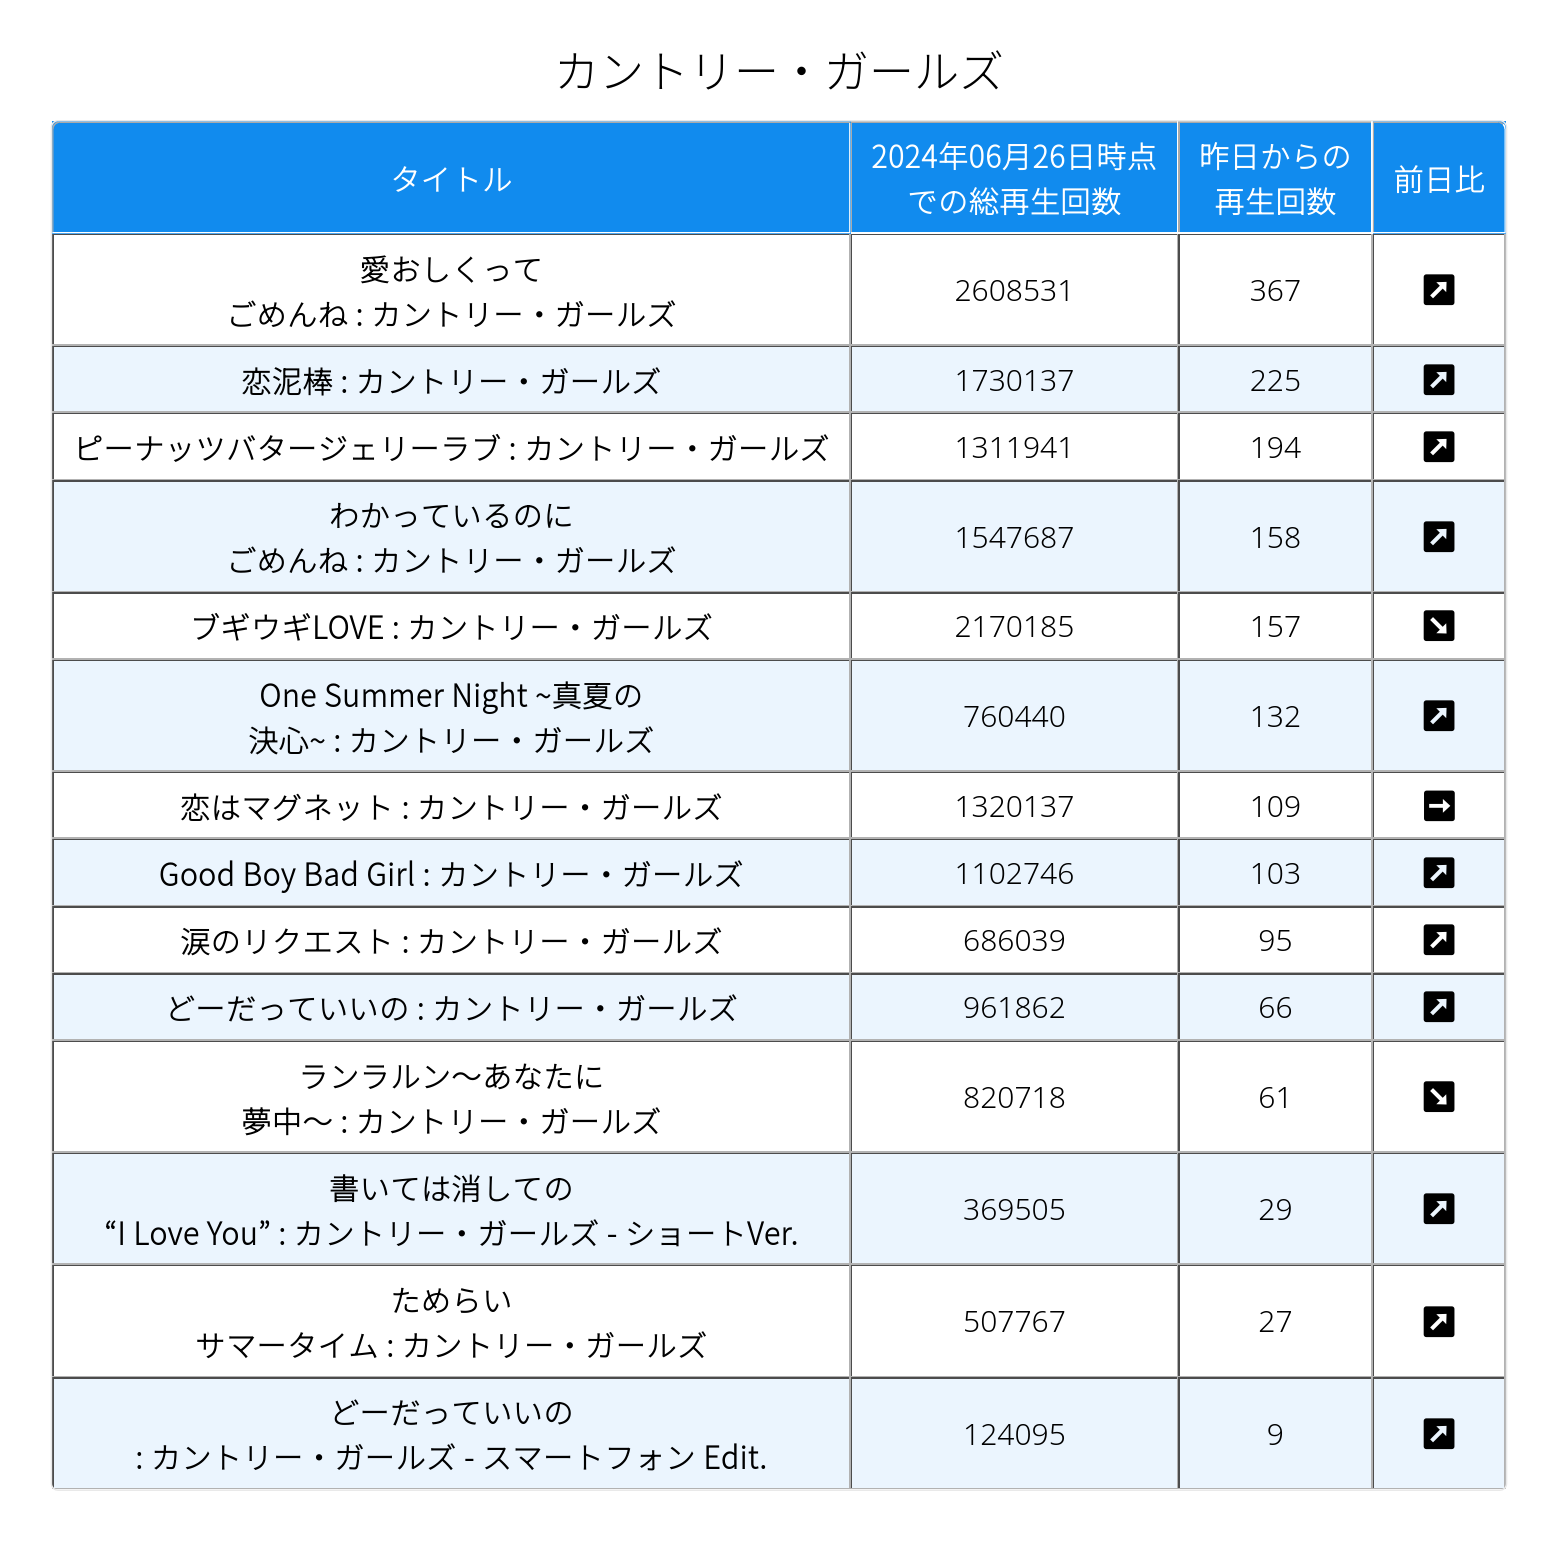 カントリー・ガールズ
タイトル
2024年06月26日時点
での総再生回数
昨日からの
再生回数
前日比
愛おしくって
ごめんね : カントリー・ガールズ
2608531
367
恋泥棒 : カントリー・ガールズ
1730137
225
ピーナッツバタージェリーラブ : カントリー・ガールズ
1311941
194
わかっているのに
ごめんね : カントリー・ガールズ
1547687
158
ブギウギLOVE : カントリー・ガールズ
2170185
157
One Summer Night ~真夏の
決心~ : カントリー・ガールズ
760440
132
恋はマグネット : カントリー・ガールズ
1320137
109
Good Boy Bad Girl : カントリー・ガールズ
1102746
103
涙のリクエスト : カントリー・ガールズ
686039
95
どーだっていいの : カントリー・ガールズ
961862
66
ランラルン〜あなたに
夢中〜 : カントリー・ガールズ
820718
61
書いては消しての
“I Love You” : カントリー・ガールズ - ショートVer.
369505
29
ためらい
サマータイム : カントリー・ガールズ
507767
27
どーだっていいの
: カントリー・ガールズ - スマートフォン Edit.
124095
9